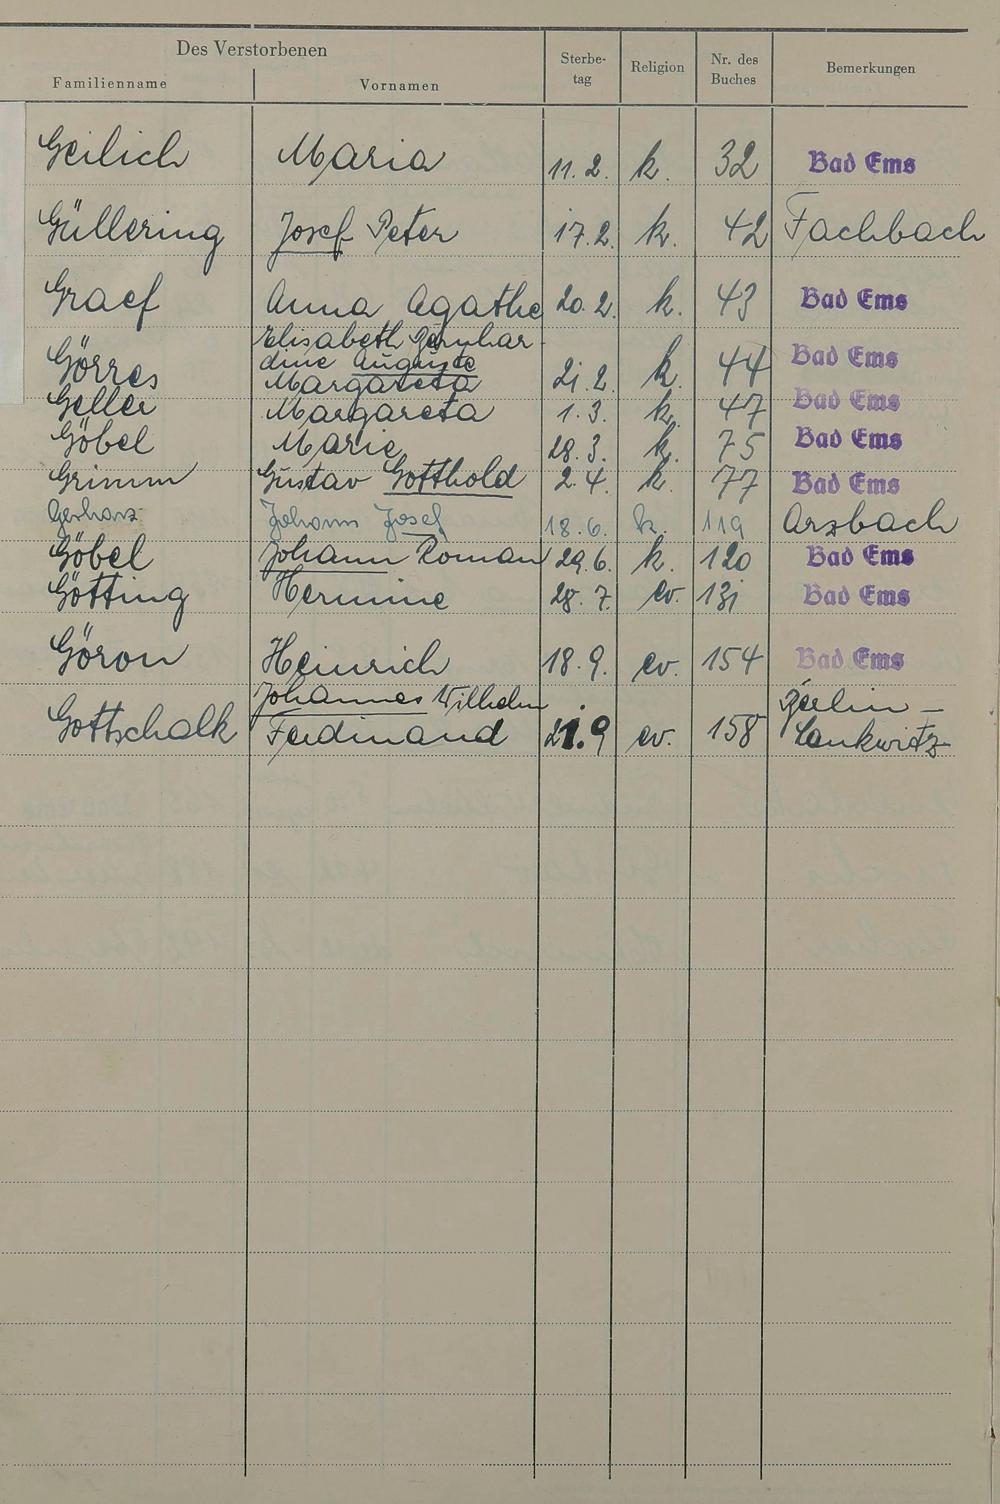 Des Verstorbenen
Familienname Vornamen Sterbe-tag Religion Nr. des Buches Bemerkungen
Geilich Maria 11. 2. k. 32 Bad Ems
Güllering Josef Peter 17. 2. k. 42 Fachbach
Graef Anna Agathe 20. 2. k. 43 Bad Ems
Elisabeth Bernhar-
dine Auguste
Görres Margareta 21. 2. k. 44 Bad Ems
Geller Margareta 1. 3. k. 47 Bad Ems
Göbel Marie 28. 3. k. 75 Bad Ems
Grimm Gustav Gotthold 2. 4. k. 77 Bad Ems
Gerharz Johann Josef 18. 6. k. 119 Arzbach
Göbel Johann Roman 29. 6. k. 120 Bad Ems
Götting Hermine 28. 7. ev. 131 Bad Ems
Göron Heinrich 18. 9. ev. 154 Bad Ems
Johannes Wilhelm Berlin -
Gottschalk Ferdinand 21. 9 ev. 158 Lankwitz